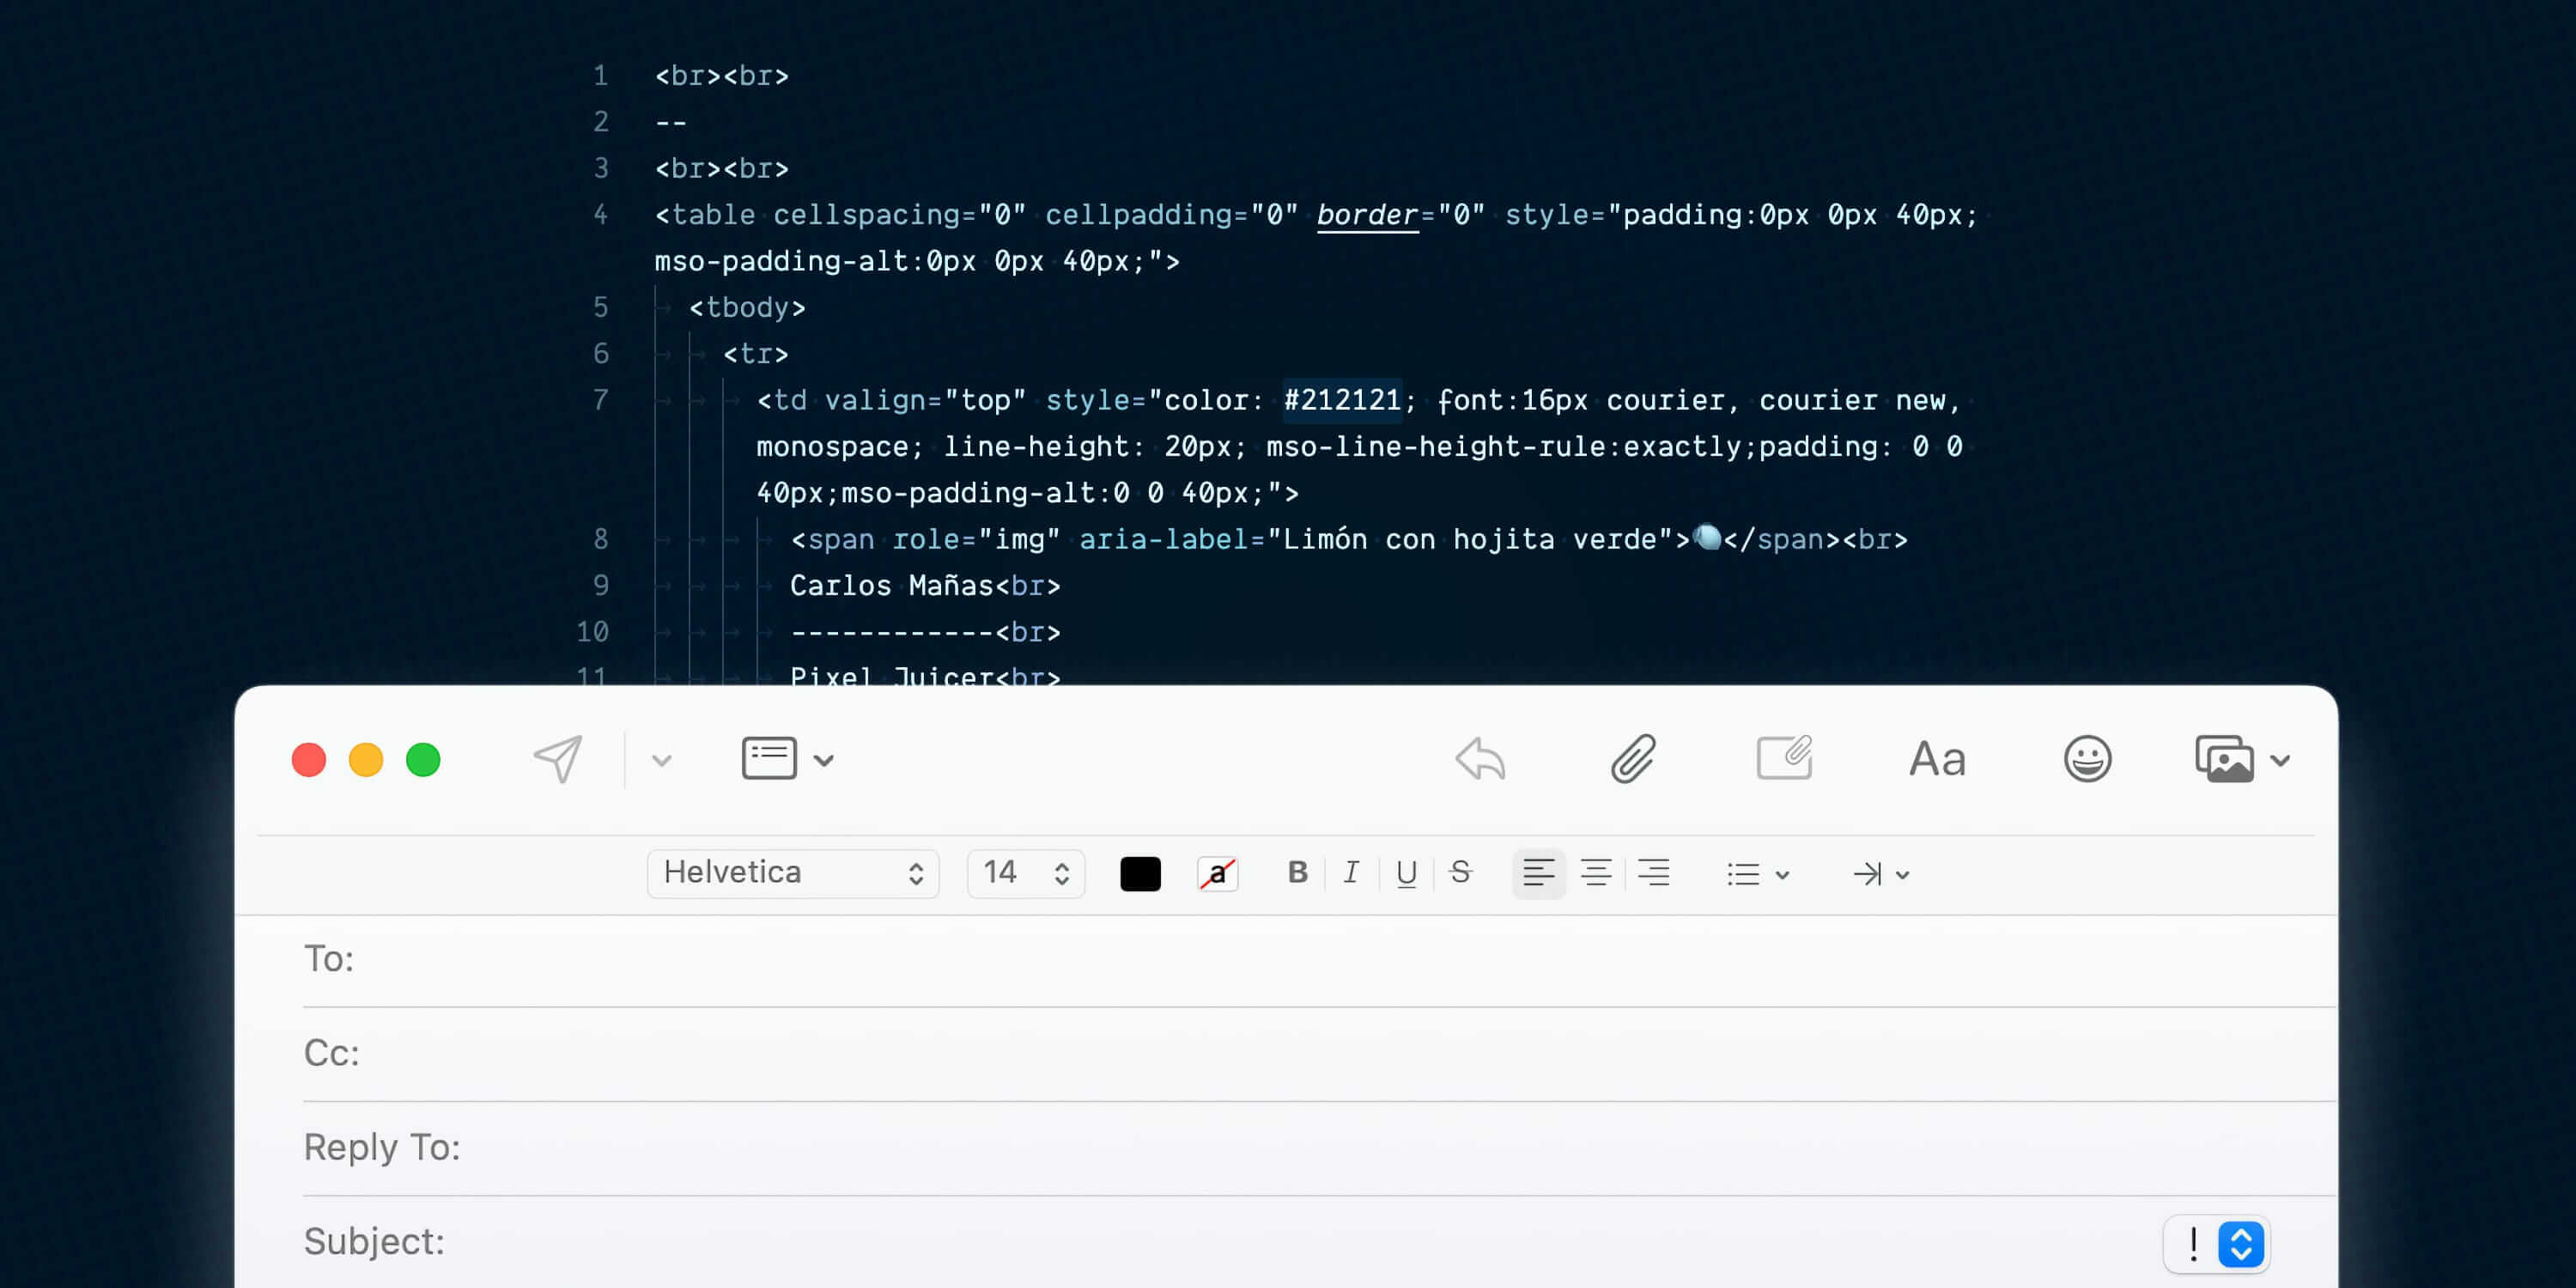 1 <br><br>
2 --
3 <br><br>
4 <table cellspacing="0" cellpadding="0" border="0" style="padding:0px 0px 40px;
mso-padding-alt:0px 0px 40px;">
5 <tbody>
6 <tr>
7 <td valign="top" style="color: #212121; font:16px courier, courier new,
monospace; line-height: 20px; mso-line-height-rule:exactly;padding: 0 0
40px;mso-padding-alt:0 0 40px;">
8 <span role="img" aria-label="Limón con hojita verde">🍋</span><br>
9 Carlos Mañas<br>
10 ------------<br>
11 Pixel Juicer<br>
Aa
Helvetica 14 a B I U S
To:
Cc:
Reply To:
Subject: !